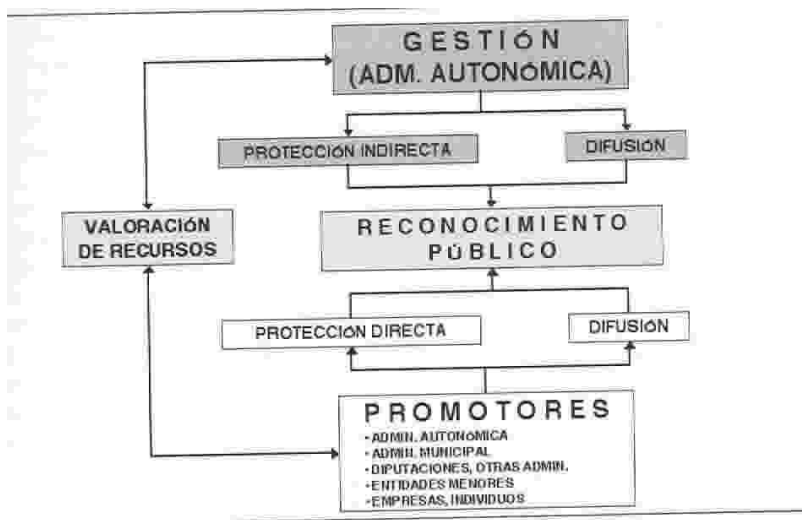 GESTIÓN
(ADM. AUTONÓMICA)
PROTECCIÓN INDIRECTA
DIFUSIÓN
VALORACIÓN
DE RECURSOS
RECONOCIMIENTO
PÚBLICO
PROTECCIÓN DIRECTA
DIFUSIÓN
PROMOTORES
•ADMIN. AUTONÓMICA
•ADMIN. MUNICIPAL
•DIPUTACIONES, OTRAS ADMIN.
•ENTIDADES MENORES
•EMPRESAS, INDIVIDUOS